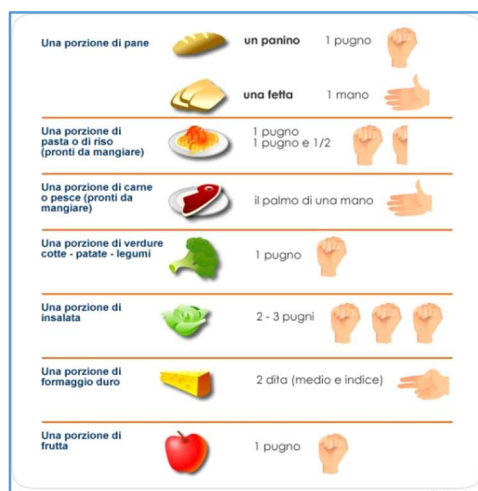 Una porzione di pane
un panino 1 pugno
una fetta 1 mano
Una porzione di
pasta o di riso
(pronti da mangiare)
1 pugno
1 pugno e 1/2
Una porzione di carne
o pesce (pronti da
mangiare)
il palmo di una mano
Una porzione di verdure
cotte - patate - legumi
1 pugno
Una porzione di
insalata
2 - 3 pugni
Una porzione di
formaggio duro
2 dita (medio e indice)
Una porzione di
frutta
1 pugno